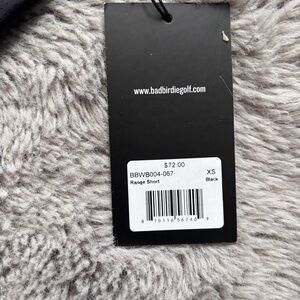 www.badbirdiegolf.com
$72.00
BBWB004-067 XS
Range Short Black